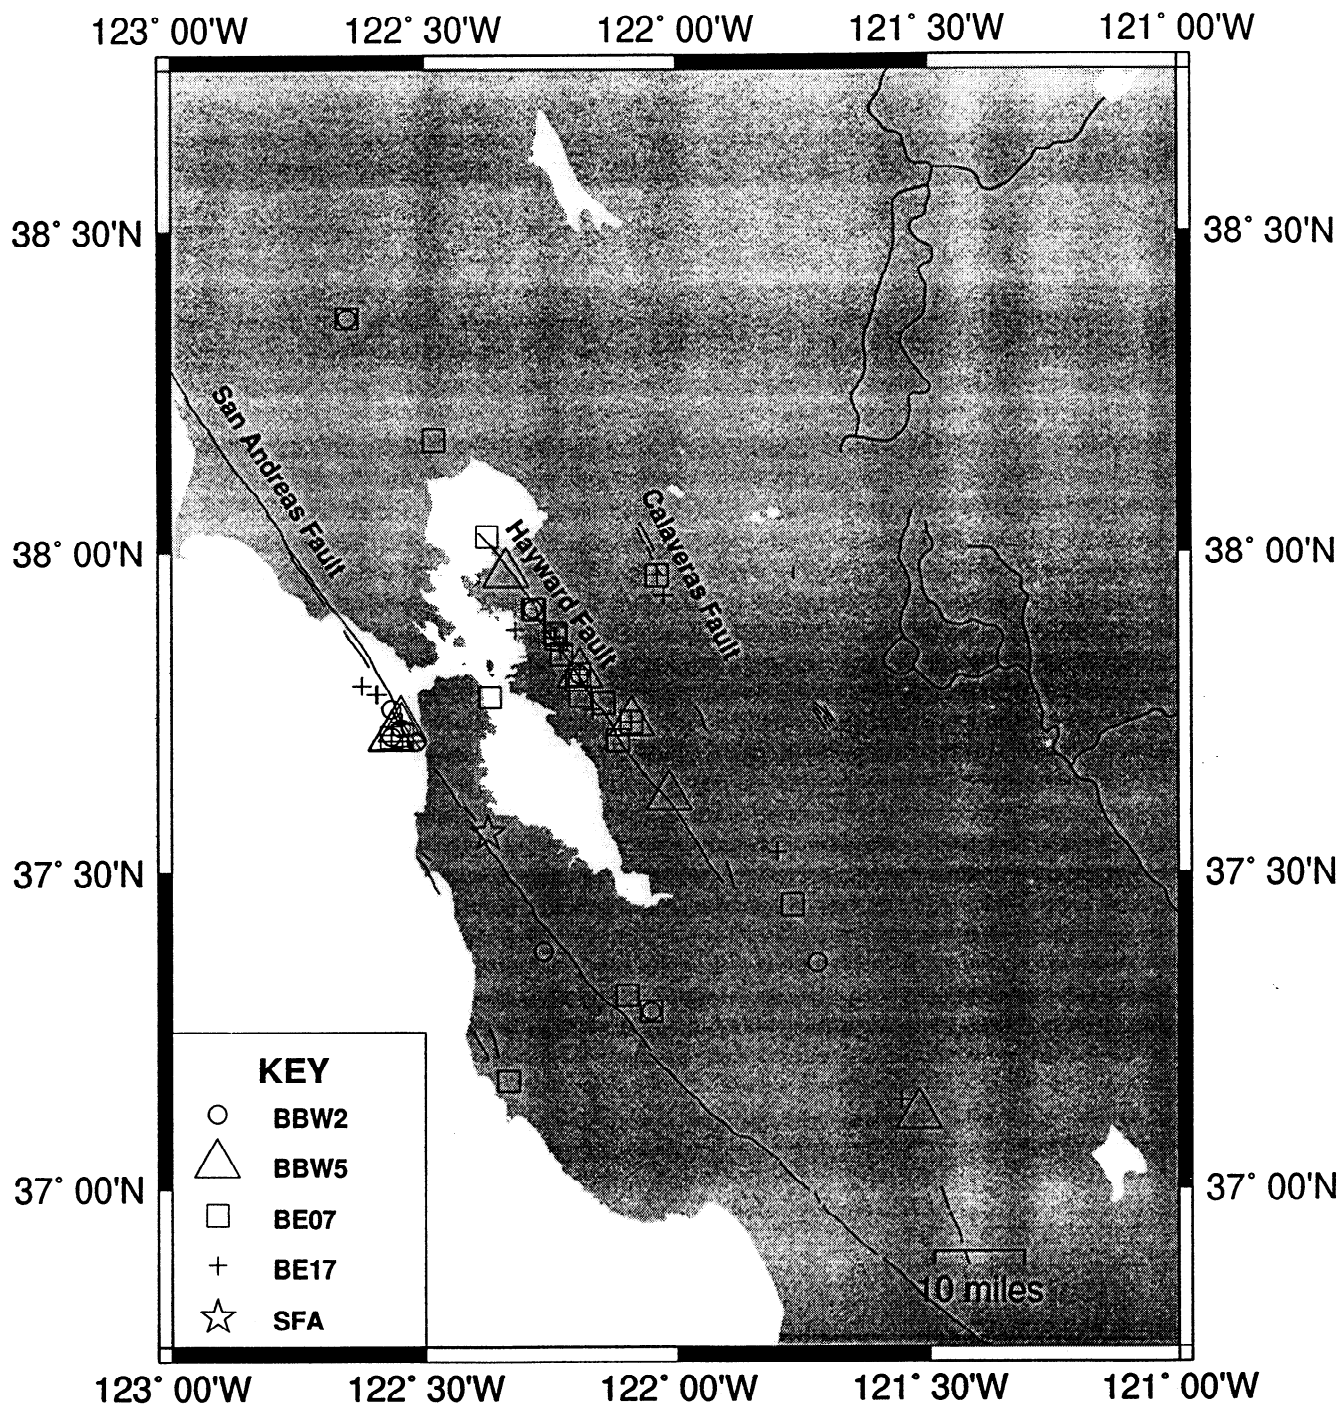 123° 00'W 122° 30'W 122° 00'W 121° 30'W 121° 00'W
38° 30'N
38° 30'N
San Andreas Fault
Hayward Fault
Calaveras Fault
38° 00'N
38° 00'N
37° 30'N
37° 30'N
KEY
BBW2
BBW5
BE07
BE17
SFA
37° 00'N
37° 00'N
10 miles
123° 00'W 122° 30'W 122° 00'W 121° 30'W 121° 00'W